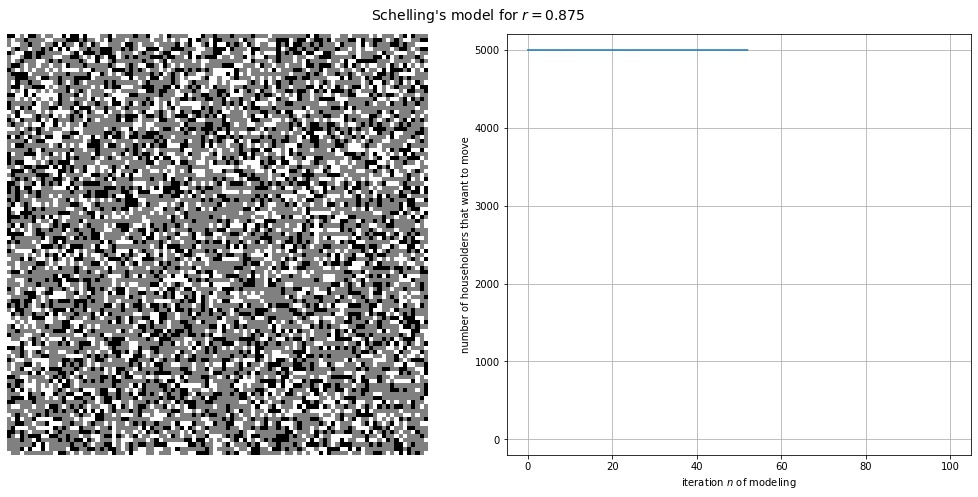 Schelling's model for r = 0.875
5000
4000
3000
2000
1000
0
number of householders that want to move
0 20 40 60 80 100
iteration n of modeling